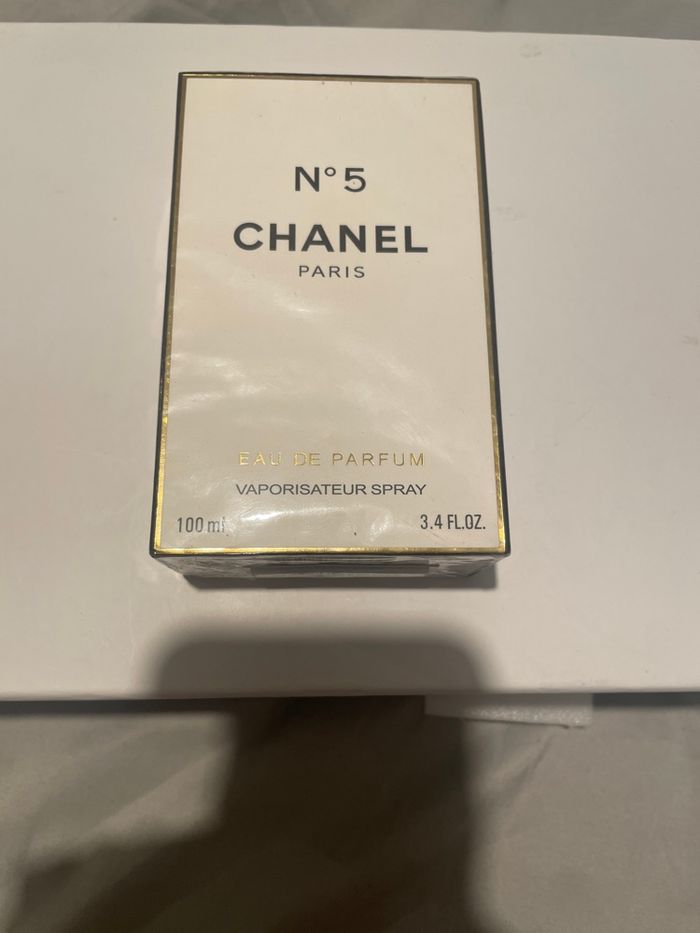 N°5
CHANEL
PARIS
EAU DE PARFUM
VAPORISATEUR SPRAY
100 ml 3.4 FL.OZ.